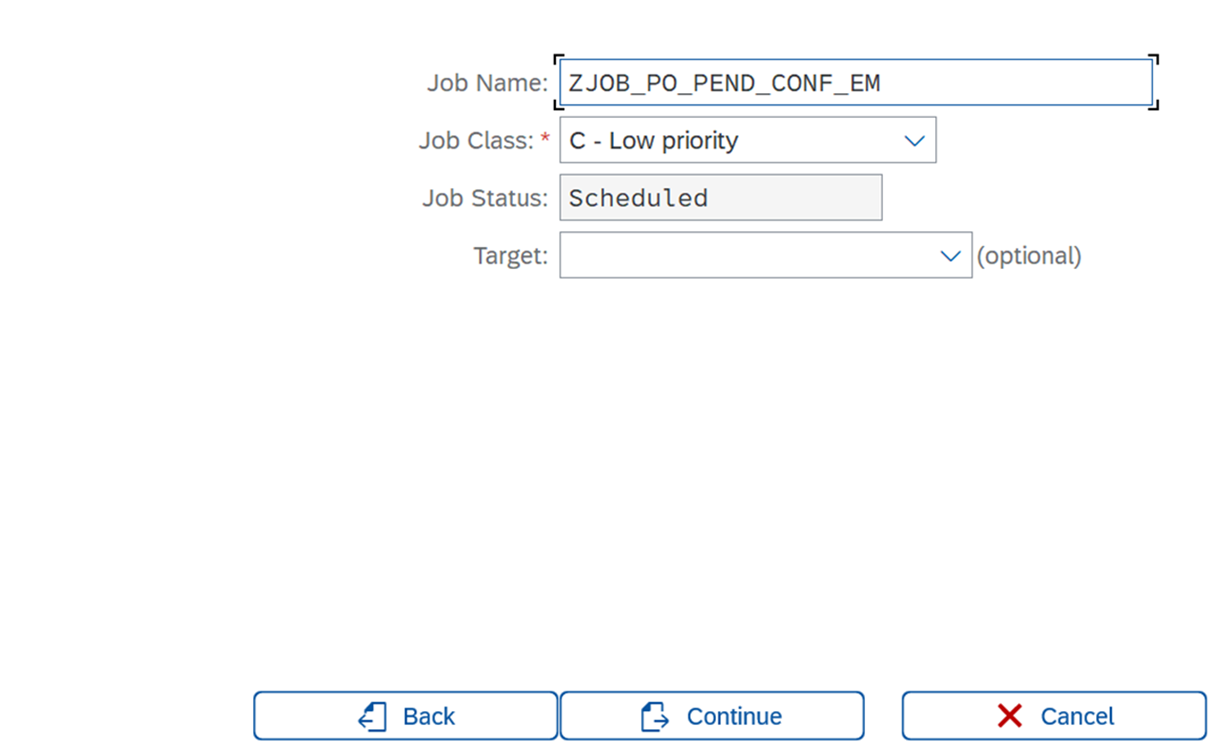 Job Name: ZJOB_PO_PEND_CONF_EM
Job Class: * C - Low priority
Job Status: Scheduled
Target: (optional)
Back Continue Cancel